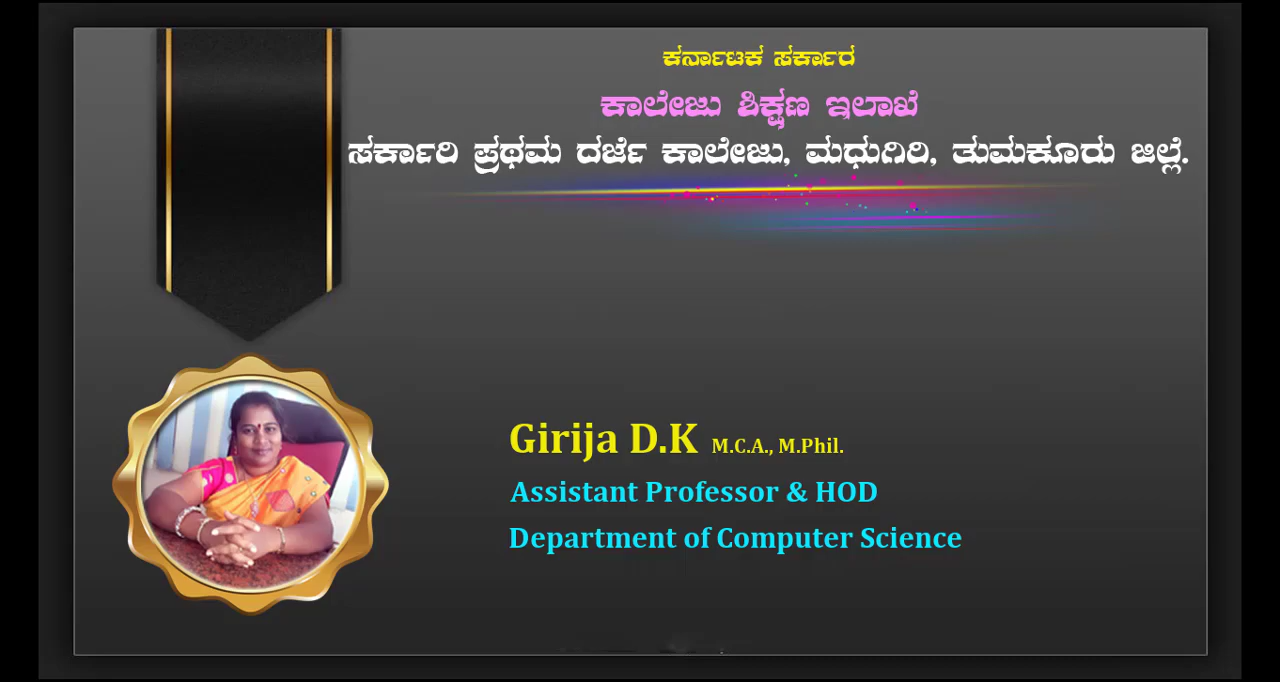 ಕರ್ನಾಟಕ ಸರ್ಕಾರ
ಕಾಲೇಜು ಶಿಕ್ಷಣ ಇಲಾಖೆ
ಸರ್ಕಾರಿ ಪ್ರಥಮ ದರ್ಜೆ ಕಾಲೇಜು, ಮಧುಗಿರಿ, ತುಮಕೂರು ಜಿಲ್ಲೆ.
Girija D.K M.C.A., M.Phil.
Assistant Professor & HOD
Department of Computer Science